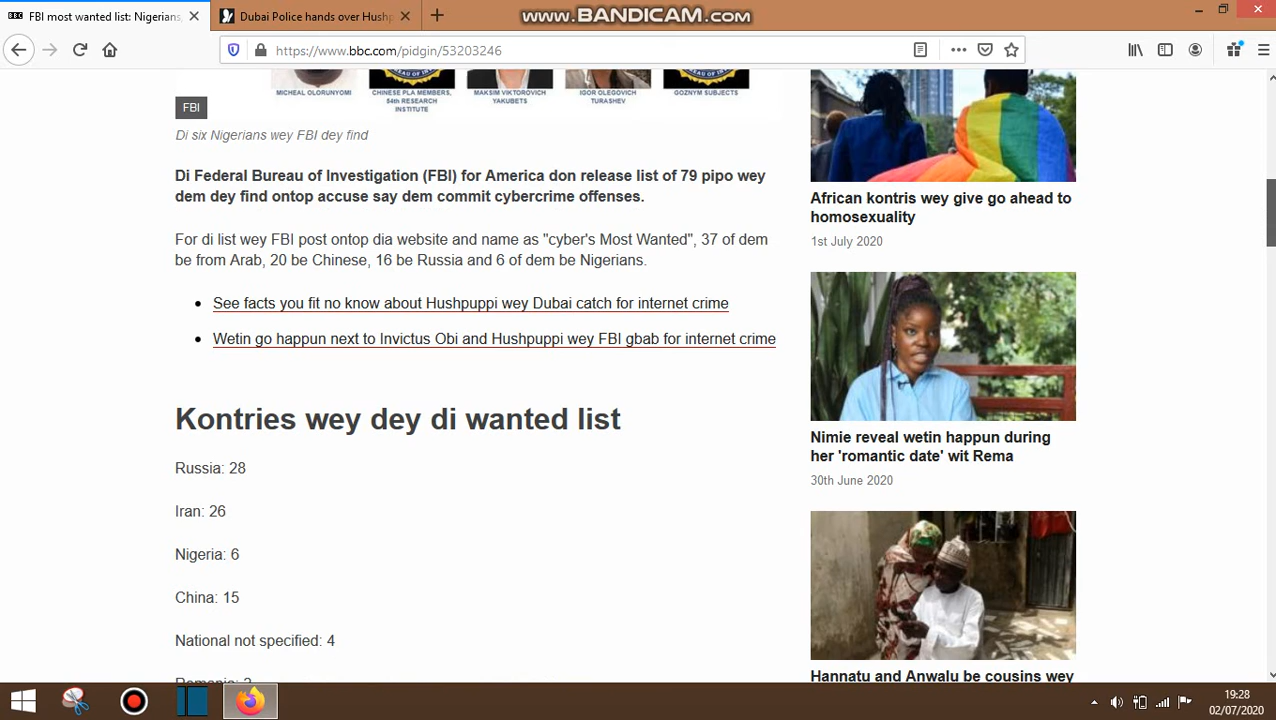 FBI most wanted list: Nigerians,
Dubai Police hands over Hushp
www.BANDICAM.com
https://www.bbc.com/pidgin/53203246
MICHEAL OLORUNYOMI
CHINESE PLA MEMBERS,
54th RESEARCH
INSTITUTE
MAKSIM VIKTOROVICH
YAKUBETS
IGOR OLEGOVICH
TURASHEV
GOZNYM SUBJECTS
FBI
Di six Nigerians wey FBI dey find
Di Federal Bureau of Investigation (FBI) for America don release list of 79 pipo wey
dem dey find ontop accuse say dem commit cybercrime offenses.
For di list wey FBI post ontop dia website and name as "cyber's Most Wanted", 37 of dem
be from Arab, 20 be Chinese, 16 be Russia and 6 of dem be Nigerians.
See facts you fit no know about Hushpuppi wey Dubai catch for internet crime
Wetin go happun next to Invictus Obi and Hushpuppi wey FBI gbab for internet crime
Kontries wey dey di wanted list
Russia: 28
Iran: 26
Nigeria: 6
China: 15
National not specified: 4
African kontris wey give go ahead to
homosexuality
1st July 2020
Nimie reveal wetin happun during
her 'romantic date' wit Rema
30th June 2020
Hannatu and Anwalu be cousins wey
19:28
02/07/2020